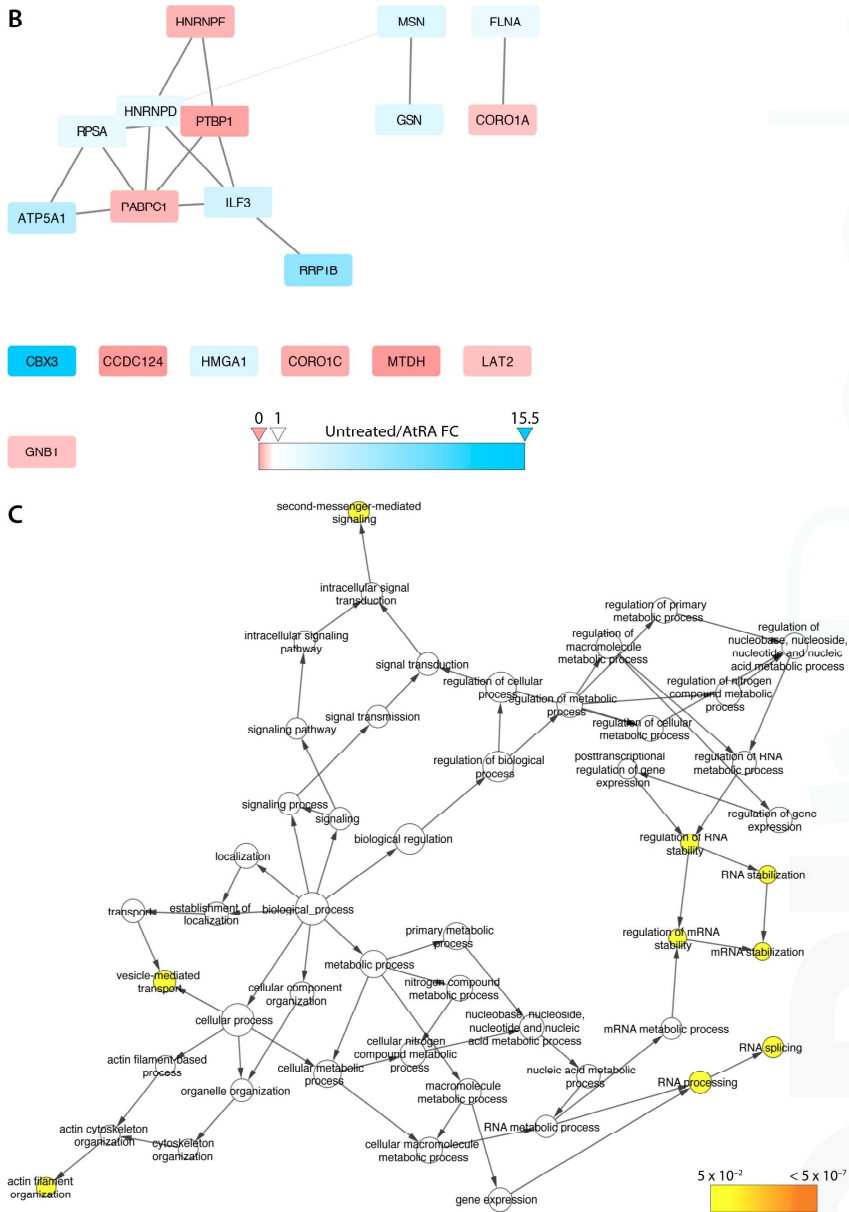 B
HNRNPF
MSN
FLNA
HNRNPD
PTBP1
RPSA
GSN
CORO1A
PABPC1
ILF3
ATP5A1
RRP1B
CBX3
CCDC124
HMGA1
CORO1C
MTDH
LAT2
GNB1
0
1
Untreated/AtRA FC
15.5
C
second-messenger-mediated
signaling
intracellular signal
transduction
regulation of primary
metabolic process
regulation of
macromolecule
metabolic process
regulation of
nucleobase, nucleoside,
nucleotide and nucleic
acid metabolic process
intracellular signaling
pathway
signal transduction
regulation of cellular
process
egulation of metabolic
process
regulation of nitrogen
compound metabolic
process
signal transmission
signaling pathway
regulation of cellular
metabolic process
regulation of biological
process
posttranscriptional
regulation of gene
expression
regulation of RNA
metabolic process
signaling process
signaling
biological regulation
regulation of gene
expression
regulation of RNA
stability
localization
RNA stabilization
transport
establishment of
localization
biological_process
primary metabolic
process
regulation of mRNA
stability
mRNA stabilization
metabolic process
vesicle-mediated
transport
cellular component
organization
nitrogen compound
metabolic process
cellular process
nucleobase, nucleoside,
nucleotide and nucleic
acid metabolic process
mRNA metabolic process
cellular nitrogen
compound metabolic process
RNA splicing
actin filament-based
process
cellular metabolic
process
nucleic acid metabolic
process
RNA processing
organelle organization
macromolecule
metabolic process
actin cytoskeleton
organization
cytoskeleton
organization
RNA metabolic process
cellular macromolecule
metabolic process
actin filament
organization
gene expression
5 x 10⁻²
< 5 x 10⁻⁷